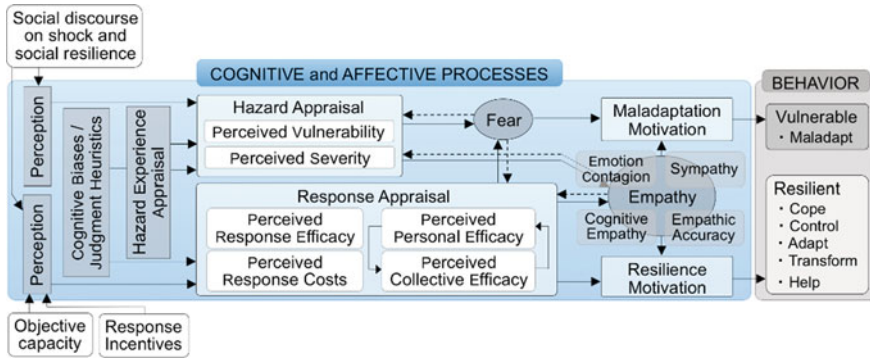 Social discourse
on shock and
social resilience
COGNITIVE and AFFECTIVE PROCESSES
BEHAVIOR
Perception
Cognitive Biases /
Judgment Heuristics
Hazard Experience
Appraisal
Hazard Appraisal
Perceived Vulnerability
Perceived Severity
Fear
Maladaptation
Motivation
Vulnerable
· Maladapt
Emotion
Contagion
Sympathy
Empathy
Cognitive
Empathy
Empathic
Accuracy
Response Appraisal
Perceived
Response Efficacy
Perceived
Personal Efficacy
Perceived
Response Costs
Perceived
Collective Efficacy
Perception
Resilience
Motivation
Resilient
· Cope
· Control
· Adapt
· Transform
· Help
Objective
capacity
Response
Incentives